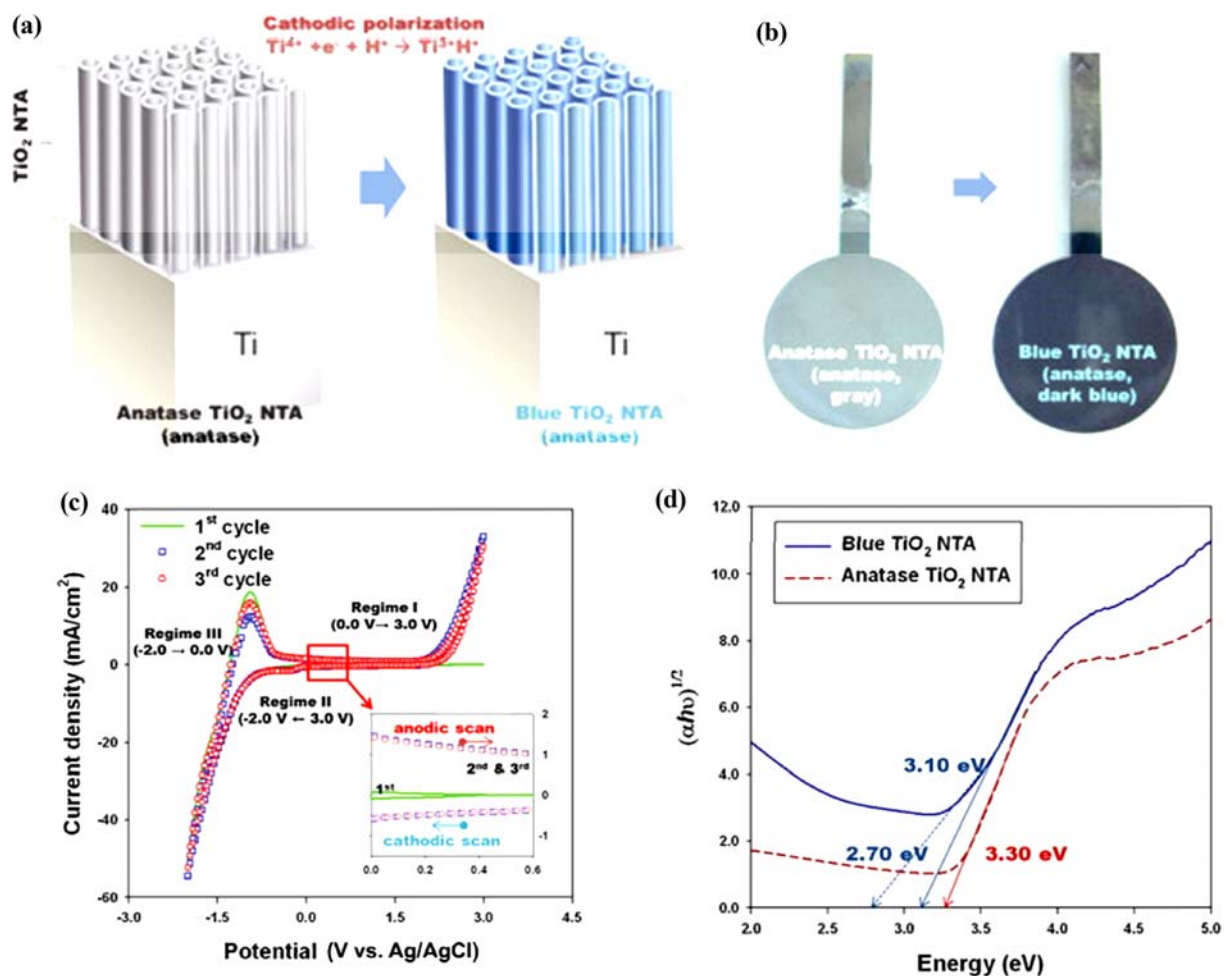 (a)
Cathodic polarization
Ti⁴⁺ +e⁻ + H⁺ → Ti³⁺H⁺
TiO₂ NTA
Ti
Ti
Anatase TiO₂ NTA
(anatase)
Blue TiO₂ NTA
(anatase)
(b)
Anatase TiO₂ NTA
(anatase,
gray)
Blue TiO₂ NTA
(anatase,
dark blue)
(c)
40
20
0
-20
-40
-60
Current density (mA/cm²)
1ˢᵗ cycle
2ⁿᵈ cycle
3ʳᵈ cycle
Regime I
(0.0 V→ 3.0 V)
Regime III
(-2.0 → 0.0 V)
Regime II
(-2.0 V ← 3.0 V)
anodic scan
2ⁿᵈ & 3ʳᵈ
1ˢᵗ
cathodic scan
2
1
0
-1
0.0 0.2 0.4 0.6
-3.0 -1.5 0.0 1.5 3.0 4.5
Potential (V vs. Ag/AgCl)
(d)
12.0
10.0
8.0
6.0
4.0
2.0
0.0
(αhυ)¹/²
Blue TiO₂ NTA
Anatase TiO₂ NTA
3.10 eV
2.70 eV
3.30 eV
2.0 2.5 3.0 3.5 4.0 4.5 5.0
Energy (eV)